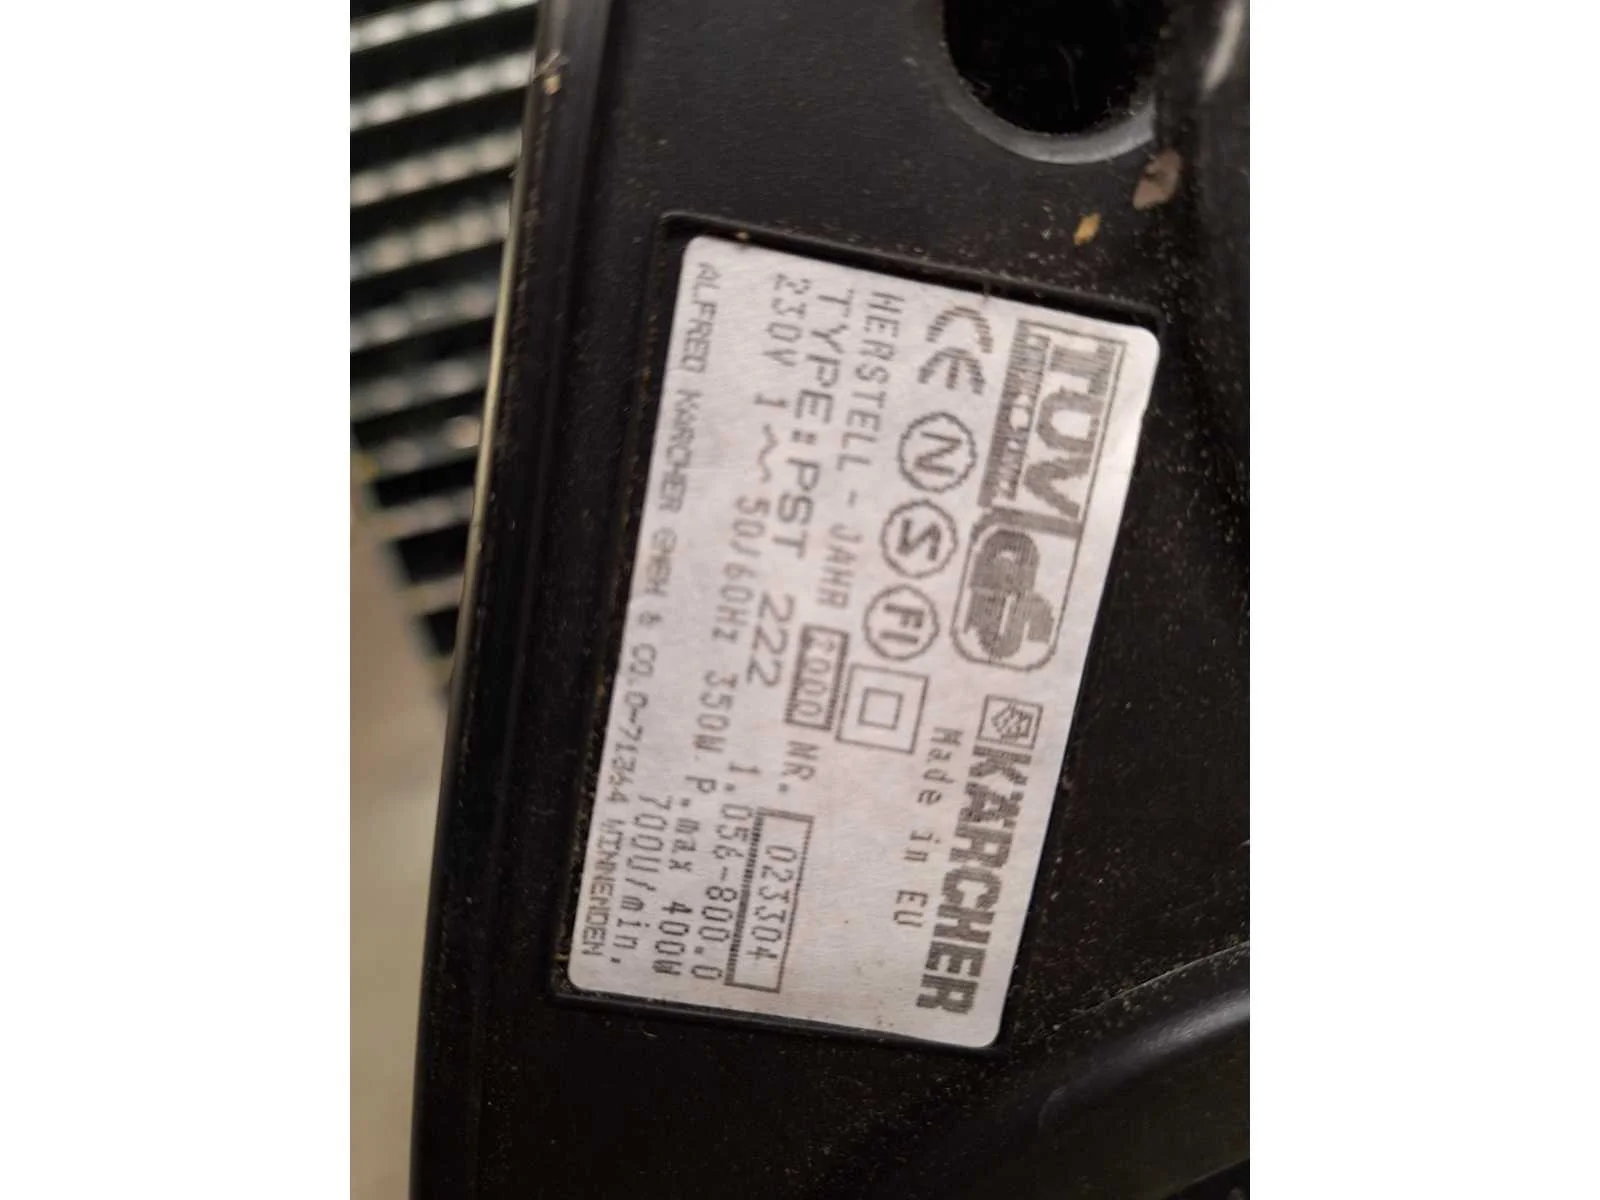 TÜV GS KÄRCHER
CE N S FI Made in EU
HERSTELL-JAHR NR. 023304
TYPE: PST 222 1.056-800.0
230V 1~50/60Hz 350W P.max 400W
700U/min.
ALFRED KÄRCHER GMBH & CO. D-71364 WINNENDEN